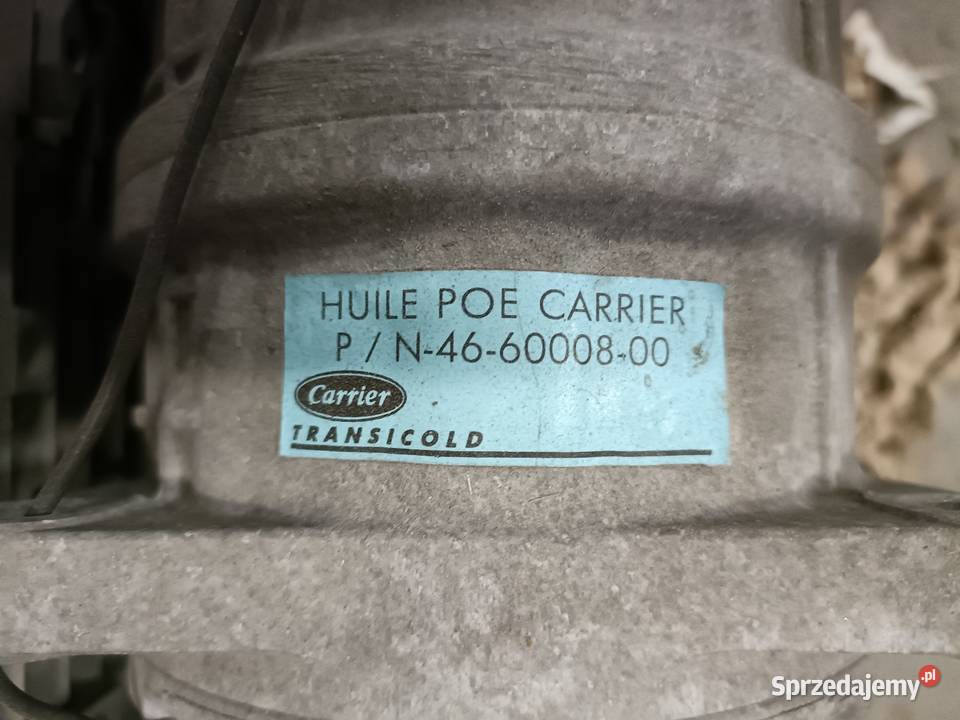 HUILE POE CARRIER
P / N-46-60008-00
Carrier
TRANSICOLD
Sprzedajemy.pl